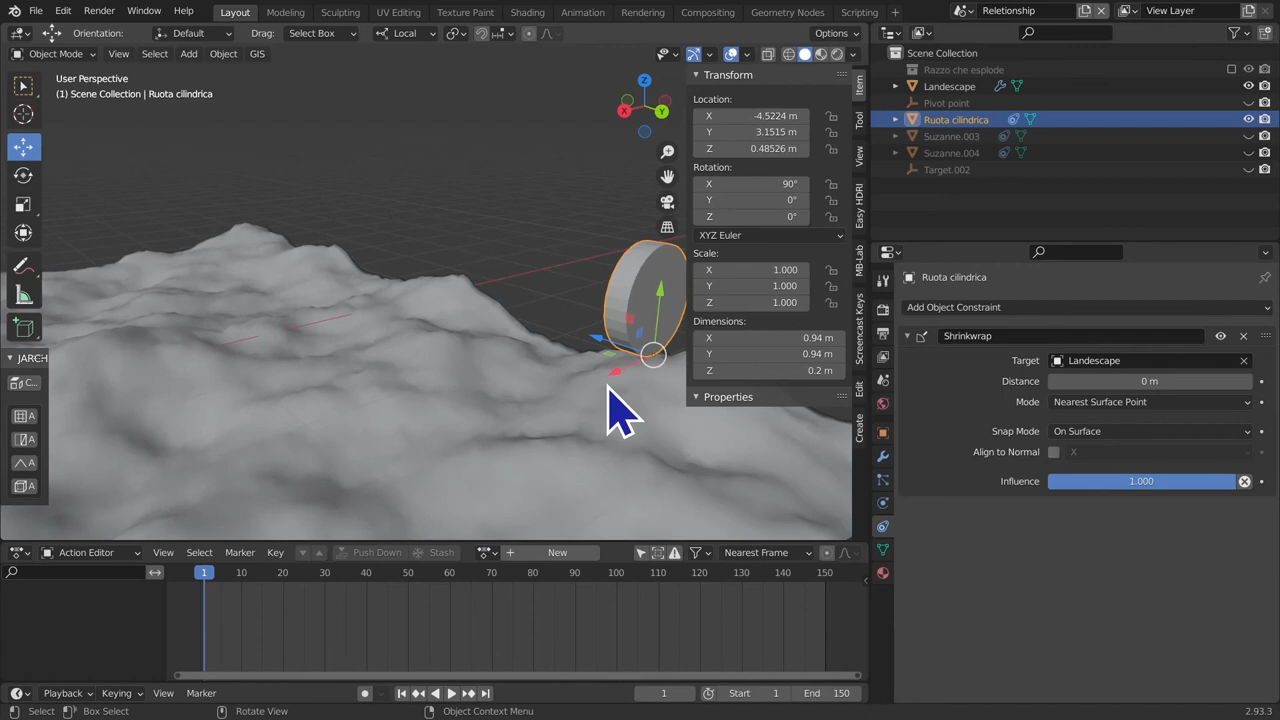 File Edit Render Window Help Layout Modeling Sculpting UV Editing Texture Paint Shading Animation Rendering Compositing Geometry Nodes Scripting + Relationship View Layer
Orientation: Default Drag: Select Box Local Options
Object Mode View Select Add Object GIS
User Perspective
(1) Scene Collection | Ruota cilindrica
Z
X
Y
JARCH
C...
A
A
A
A
Transform
Location:
X -4.5224 m
Y 3.1515 m
Z 0.48526 m
Rotation:
X 90°
Y 0°
Z 0°
XYZ Euler
Scale:
X 1.000
Y 1.000
Z 1.000
Dimensions:
X 0.94 m
Y 0.94 m
Z 0.2 m
Properties
Item
Tool
View
Easy HDRI
MB-Lab
Screencast Keys
Edit
Create
Scene Collection
Razzo che esplode
Landscape
Pivot point
Ruota cilindrica
Suzanne.003
Suzanne.004
Target.002
Ruota cilindrica
Add Object Constraint
Shrinkwrap
Target Landscape
Distance 0 m
Mode Nearest Surface Point
Snap Mode On Surface
Align to Normal X
Influence 1.000
Action Editor View Select Marker Key Push Down Stash New Nearest Frame
1 10 20 30 40 50 60 70 80 90 100 110 120 130 140 150
Playback Keying View Marker 1 Start 1 End 150
Select Box Select Rotate View Object Context Menu 2.93.3